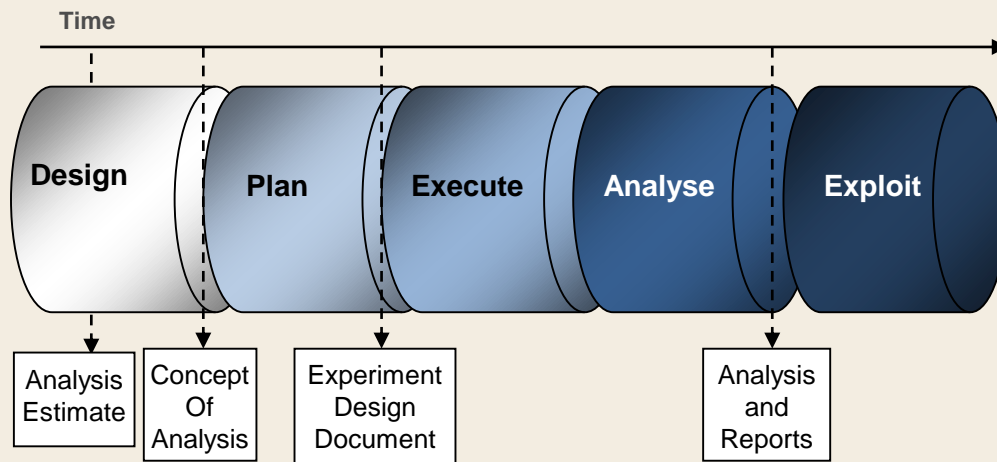 Time
Design
Plan
Execute
Analyse
Exploit
Analysis
Estimate
Concept
Of
Analysis
Experiment
Design
Document
Analysis
and
Reports